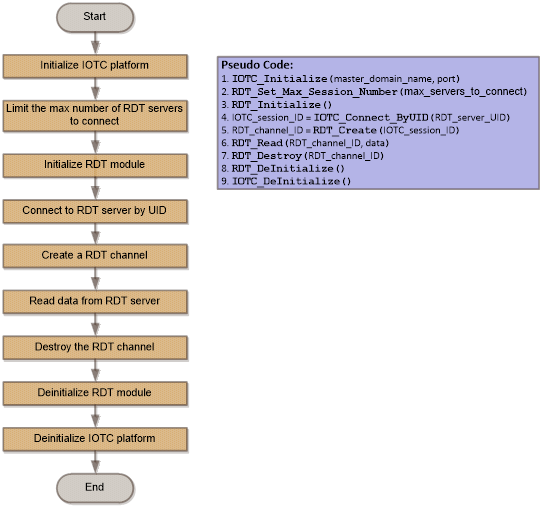 Start
Initialize IOTC platform
Limit the max number of RDT servers
to connect
Initialize RDT module
Connect to RDT server by UID
Create a RDT channel
Read data from RDT server
Destroy the RDT channel
Deinitialize RDT module
Deinitialize IOTC platform
End
Pseudo Code:
1. IOTC_Initialize(master_domain_name, port)
2. RDT_Set_Max_Session_Number(max_servers_to_connect)
3. RDT_Initialize()
4. IOTC_session_ID = IOTC_Connect_ByUID(RDT_server_UID)
5. RDT_channel_ID = RDT_Create(IOTC_session_ID)
6. RDT_Read(RDT_channel_ID, data)
7. RDT_Destroy(RDT_channel_ID)
8. RDT_DeInitialize()
9. IOTC_DeInitialize()